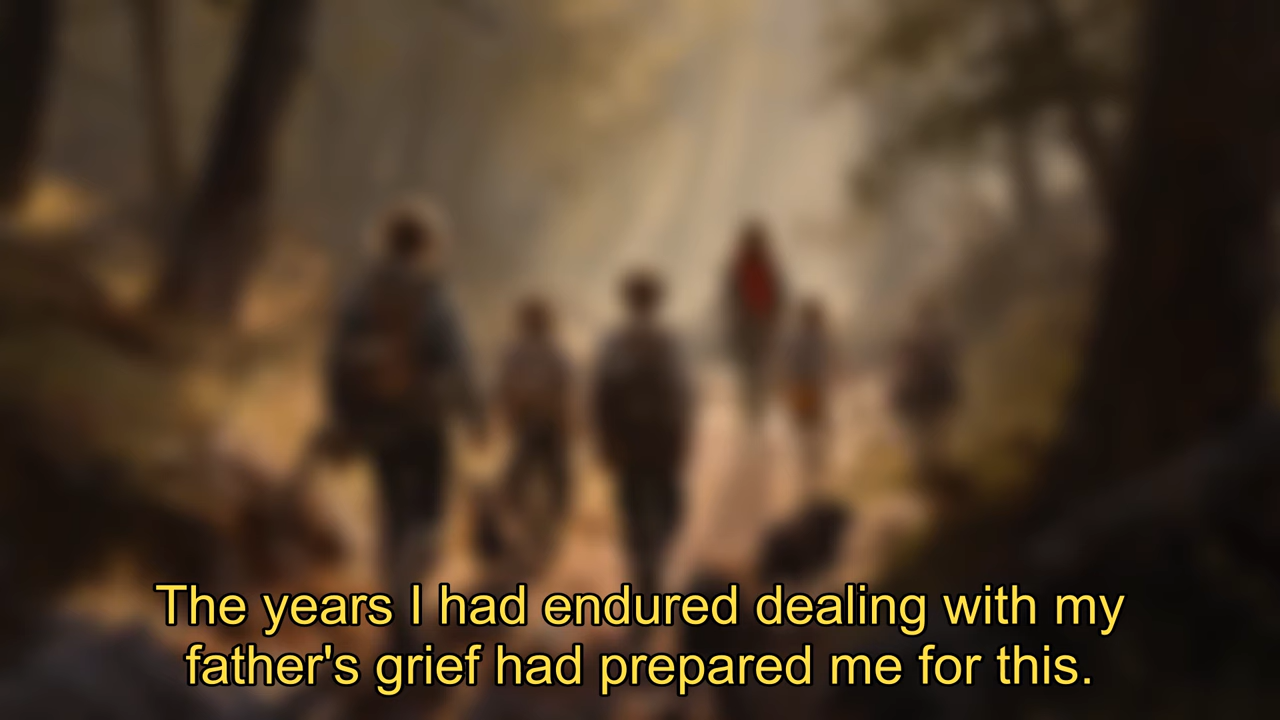 The years I had endured dealing with my
father's grief had prepared me for this.